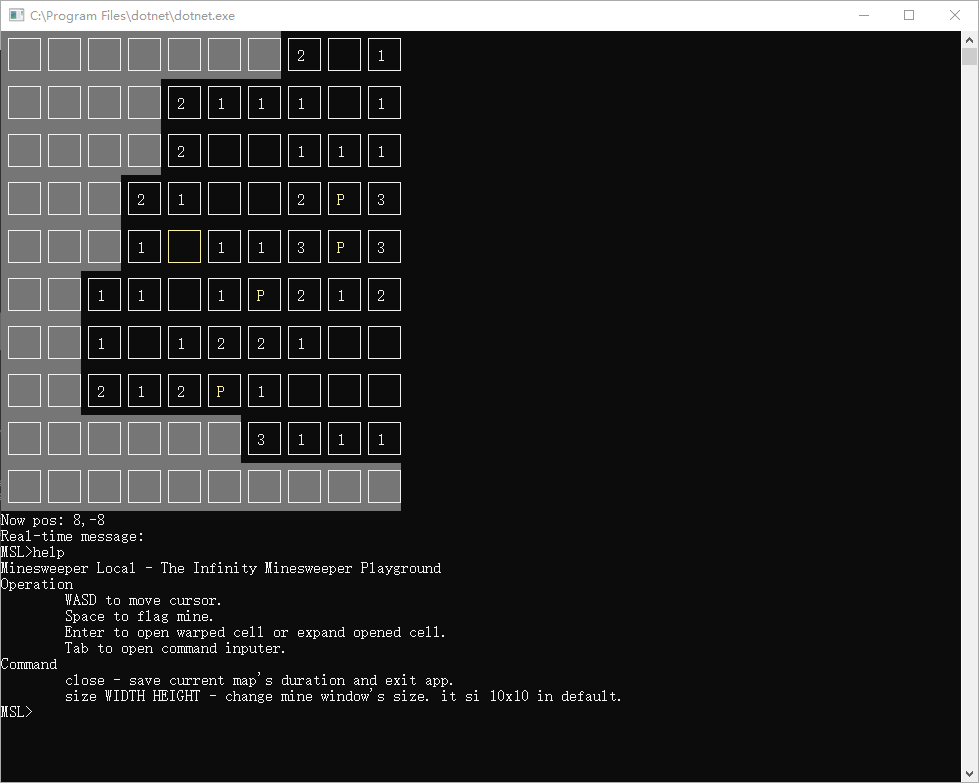 C:\Program Files\dotnet\dotnet.exe
2 1
2 1 1 1 1
2 1 1 1
2 1 2 P 3
1 1 1 3 P 3
1 1 1 P 2 1 2
1 1 2 2 1
2 1 2 P 1
3 1 1 1
Now pos: 8,-8
Real-time message:
MSL>help
Minesweeper Local - The Infinity Minesweeper Playground
Operation
WASD to move cursor.
Space to flag mine.
Enter to open warped cell or expand opened cell.
Tab to open command inputer.
Command
close - save current map's duration and exit app.
size WIDTH HEIGHT - change mine window's size. it si 10x10 in default.
MSL>